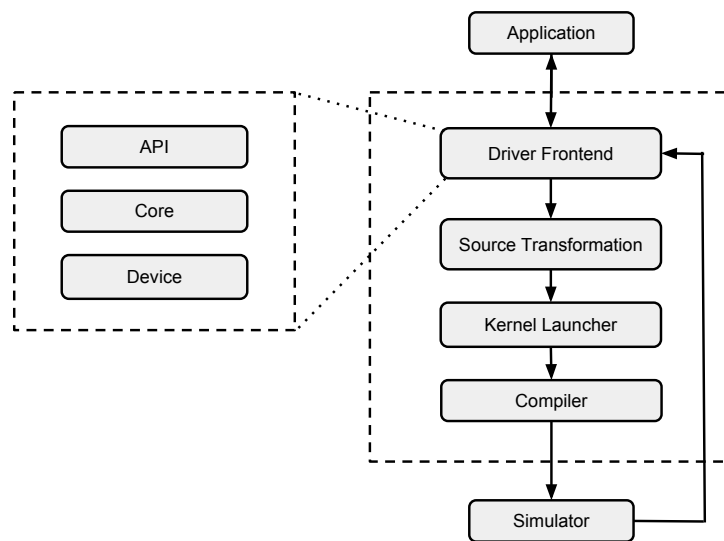 Application
API
Core
Device
Driver Frontend
Source Transformation
Kernel Launcher
Compiler
Simulator